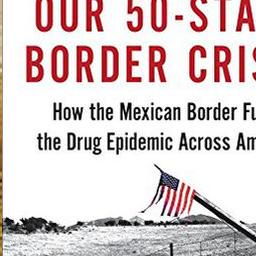 OUR 50-STA
BORDER CRIS
How the Mexican Border Fu
the Drug Epidemic Across Am